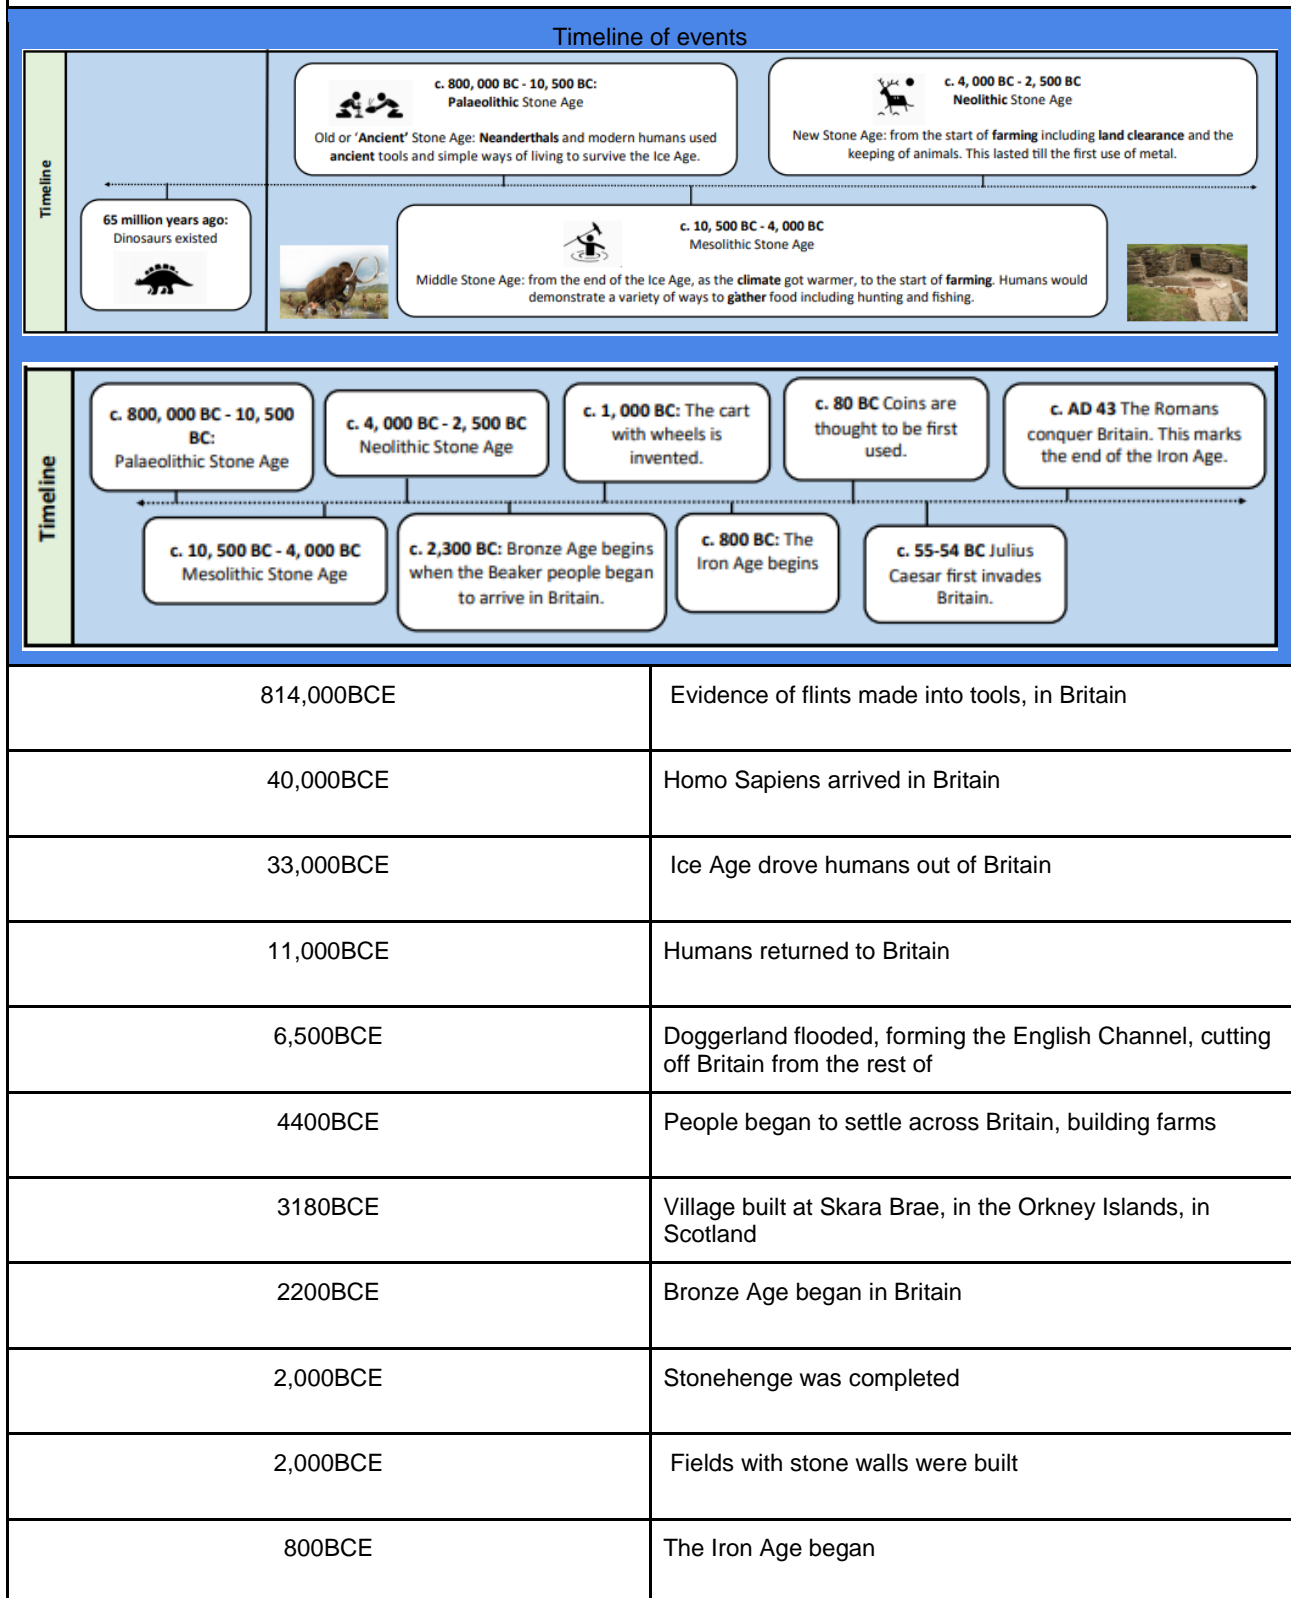 Timeline of events
Timeline
c. 800, 000 BC - 10, 500 BC:
Palaeolithic Stone Age
Old or ‘Ancient’ Stone Age: Neanderthals and modern humans used
ancient tools and simple ways of living to survive the Ice Age.
c. 4, 000 BC - 2, 500 BC
Neolithic Stone Age
New Stone Age: from the start of farming including land clearance and the
keeping of animals. This lasted till the first use of metal.
65 million years ago:
Dinosaurs existed
c. 10, 500 BC - 4, 000 BC
Mesolithic Stone Age
Middle Stone Age: from the end of the Ice Age, as the climate got warmer, to the start of farming. Humans would
demonstrate a variety of ways to gather food including hunting and fishing.
Timeline
c. 800, 000 BC - 10, 500
BC:
Palaeolithic Stone Age
c. 4, 000 BC - 2, 500 BC
Neolithic Stone Age
c. 1, 000 BC: The cart
with wheels is
invented.
c. 80 BC Coins are
thought to be first
used.
c. AD 43 The Romans
conquer Britain. This marks
the end of the Iron Age.
c. 10, 500 BC - 4, 000 BC
Mesolithic Stone Age
c. 2,300 BC: Bronze Age begins
when the Beaker people began
to arrive in Britain.
c. 800 BC: The
Iron Age begins
c. 55-54 BC Julius
Caesar first invades
Britain.
814,000BCE
Evidence of flints made into tools, in Britain
40,000BCE
Homo Sapiens arrived in Britain
33,000BCE
Ice Age drove humans out of Britain
11,000BCE
Humans returned to Britain
6,500BCE
Doggerland flooded, forming the English Channel, cutting
off Britain from the rest of
4400BCE
People began to settle across Britain, building farms
3180BCE
Village built at Skara Brae, in the Orkney Islands, in
Scotland
2200BCE
Bronze Age began in Britain
2,000BCE
Stonehenge was completed
2,000BCE
Fields with stone walls were built
800BCE
The Iron Age began